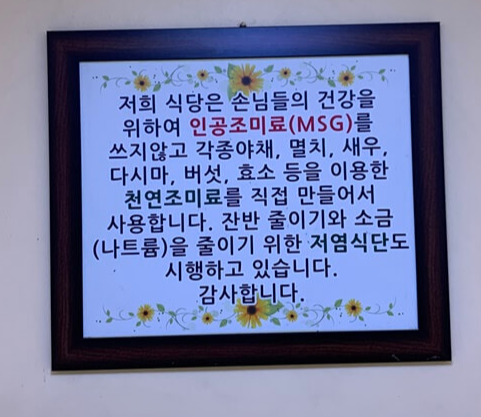 저희 식당은 손님들의 건강을
위하여 인공조미료(MSG)를
쓰지않고 각종야채, 멸치, 새우,
다시마, 버섯, 효소 등을 이용한
천연조미료를 직접 만들어서
사용합니다. 잔반 줄이기와 소금
(나트륨)을 줄이기 위한 저염식단도
시행하고 있습니다.
감사합니다.